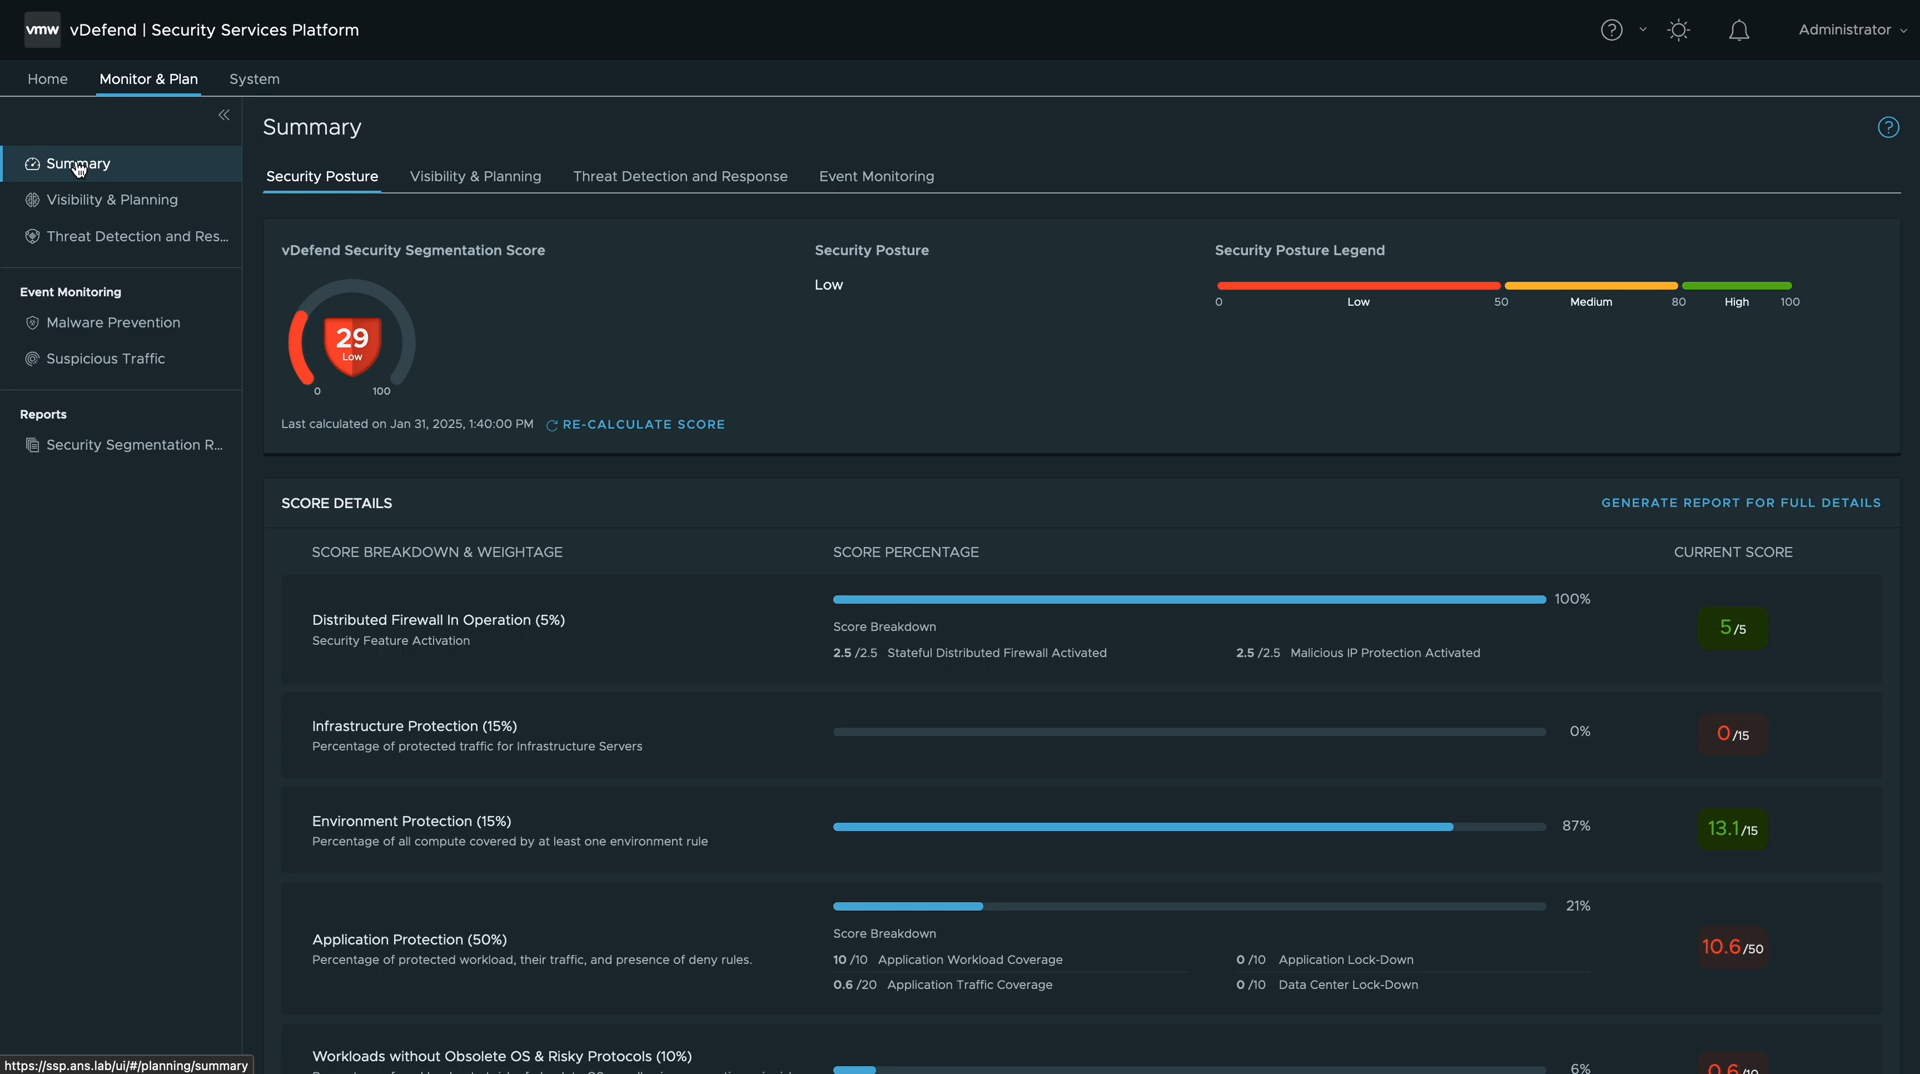 vmw vDefend | Security Services Platform
Administrator
Home Monitor & Plan System
Summary
Visibility & Planning
Threat Detection and Res...
Event Monitoring
Malware Prevention
Suspicious Traffic
Reports
Security Segmentation R...
Summary
Security Posture Visibility & Planning Threat Detection and Response Event Monitoring
vDefend Security Segmentation Score
29
Low
0 100
Last calculated on Jan 31, 2025, 1:40:00 PM RE-CALCULATE SCORE
Security Posture
Low
Security Posture Legend
0 Low 50 Medium 80 High 100
SCORE DETAILS GENERATE REPORT FOR FULL DETAILS
SCORE BREAKDOWN & WEIGHTAGE SCORE PERCENTAGE CURRENT SCORE
Distributed Firewall In Operation (5%)
Security Feature Activation
100%
Score Breakdown
2.5 /2.5 Stateful Distributed Firewall Activated 2.5 /2.5 Malicious IP Protection Activated
5/5
Infrastructure Protection (15%)
Percentage of protected traffic for Infrastructure Servers
0%
0/15
Environment Protection (15%)
Percentage of all compute covered by at least one environment rule
87%
13.1/15
Application Protection (50%)
Percentage of protected workload, their traffic, and presence of deny rules.
21%
Score Breakdown
10 /10 Application Workload Coverage 0 /10 Application Lock-Down
0.6 /20 Application Traffic Coverage 0 /10 Data Center Lock-Down
10.6/50
Workloads without Obsolete OS & Risky Protocols (10%)
6%
0.6/10
https://ssp.ans.lab/ui/#/planning/summary